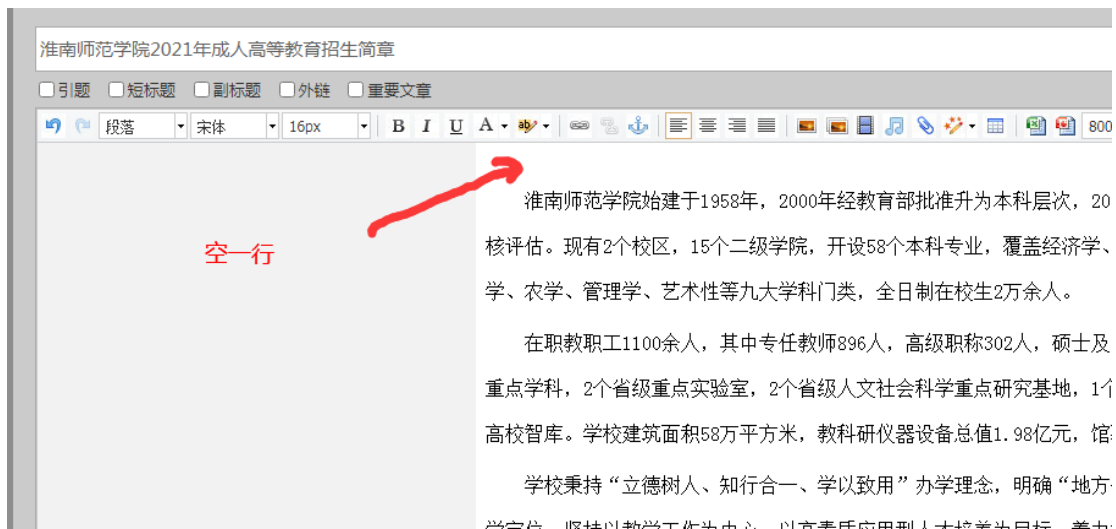 淮南师范学院2021年成人高等教育招生简章
引题 短标题 副标题 外链 重要文章
段落 宋体 16px B I U A ab 800
淮南师范学院始建于1958年，2000年经教育部批准升为本科层次，20
空一行
核评估。现有2个校区，15个二级学院，开设58个本科专业，覆盖经济学、
学、农学、管理学、艺术性等九大学科门类，全日制在校生2万余人。
在职教职工1100余人，其中专任教师896人，高级职称302人，硕士及
重点学科，2个省级重点实验室，2个省级人文社会科学重点研究基地，1个
高校智库。学校建筑面积58万平方米，教科研仪器设备总值1.98亿元，馆
学校秉持“立德树人、知行合一、学以致用”办学理念，明确“地方